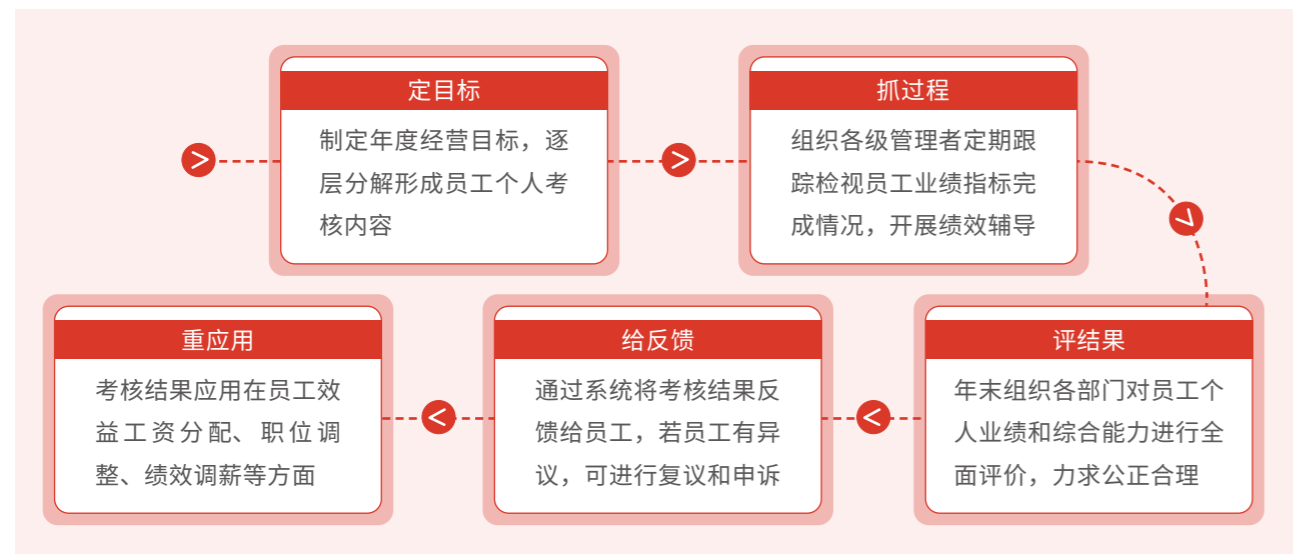 定目标
制定年度经营目标，逐
层分解形成员工个人考
核内容
抓过程
组织各级管理者定期跟
踪检视员工业绩指标完
成情况，开展绩效辅导
评结果
年末组织各部门对员工个
人业绩和综合能力进行全
面评价，力求公正合理
给反馈
通过系统将考核结果反
馈给员工，若员工有异
议，可进行复议和申诉
重应用
考核结果应用在员工效
益工资分配、职位调
整、绩效调薪等方面